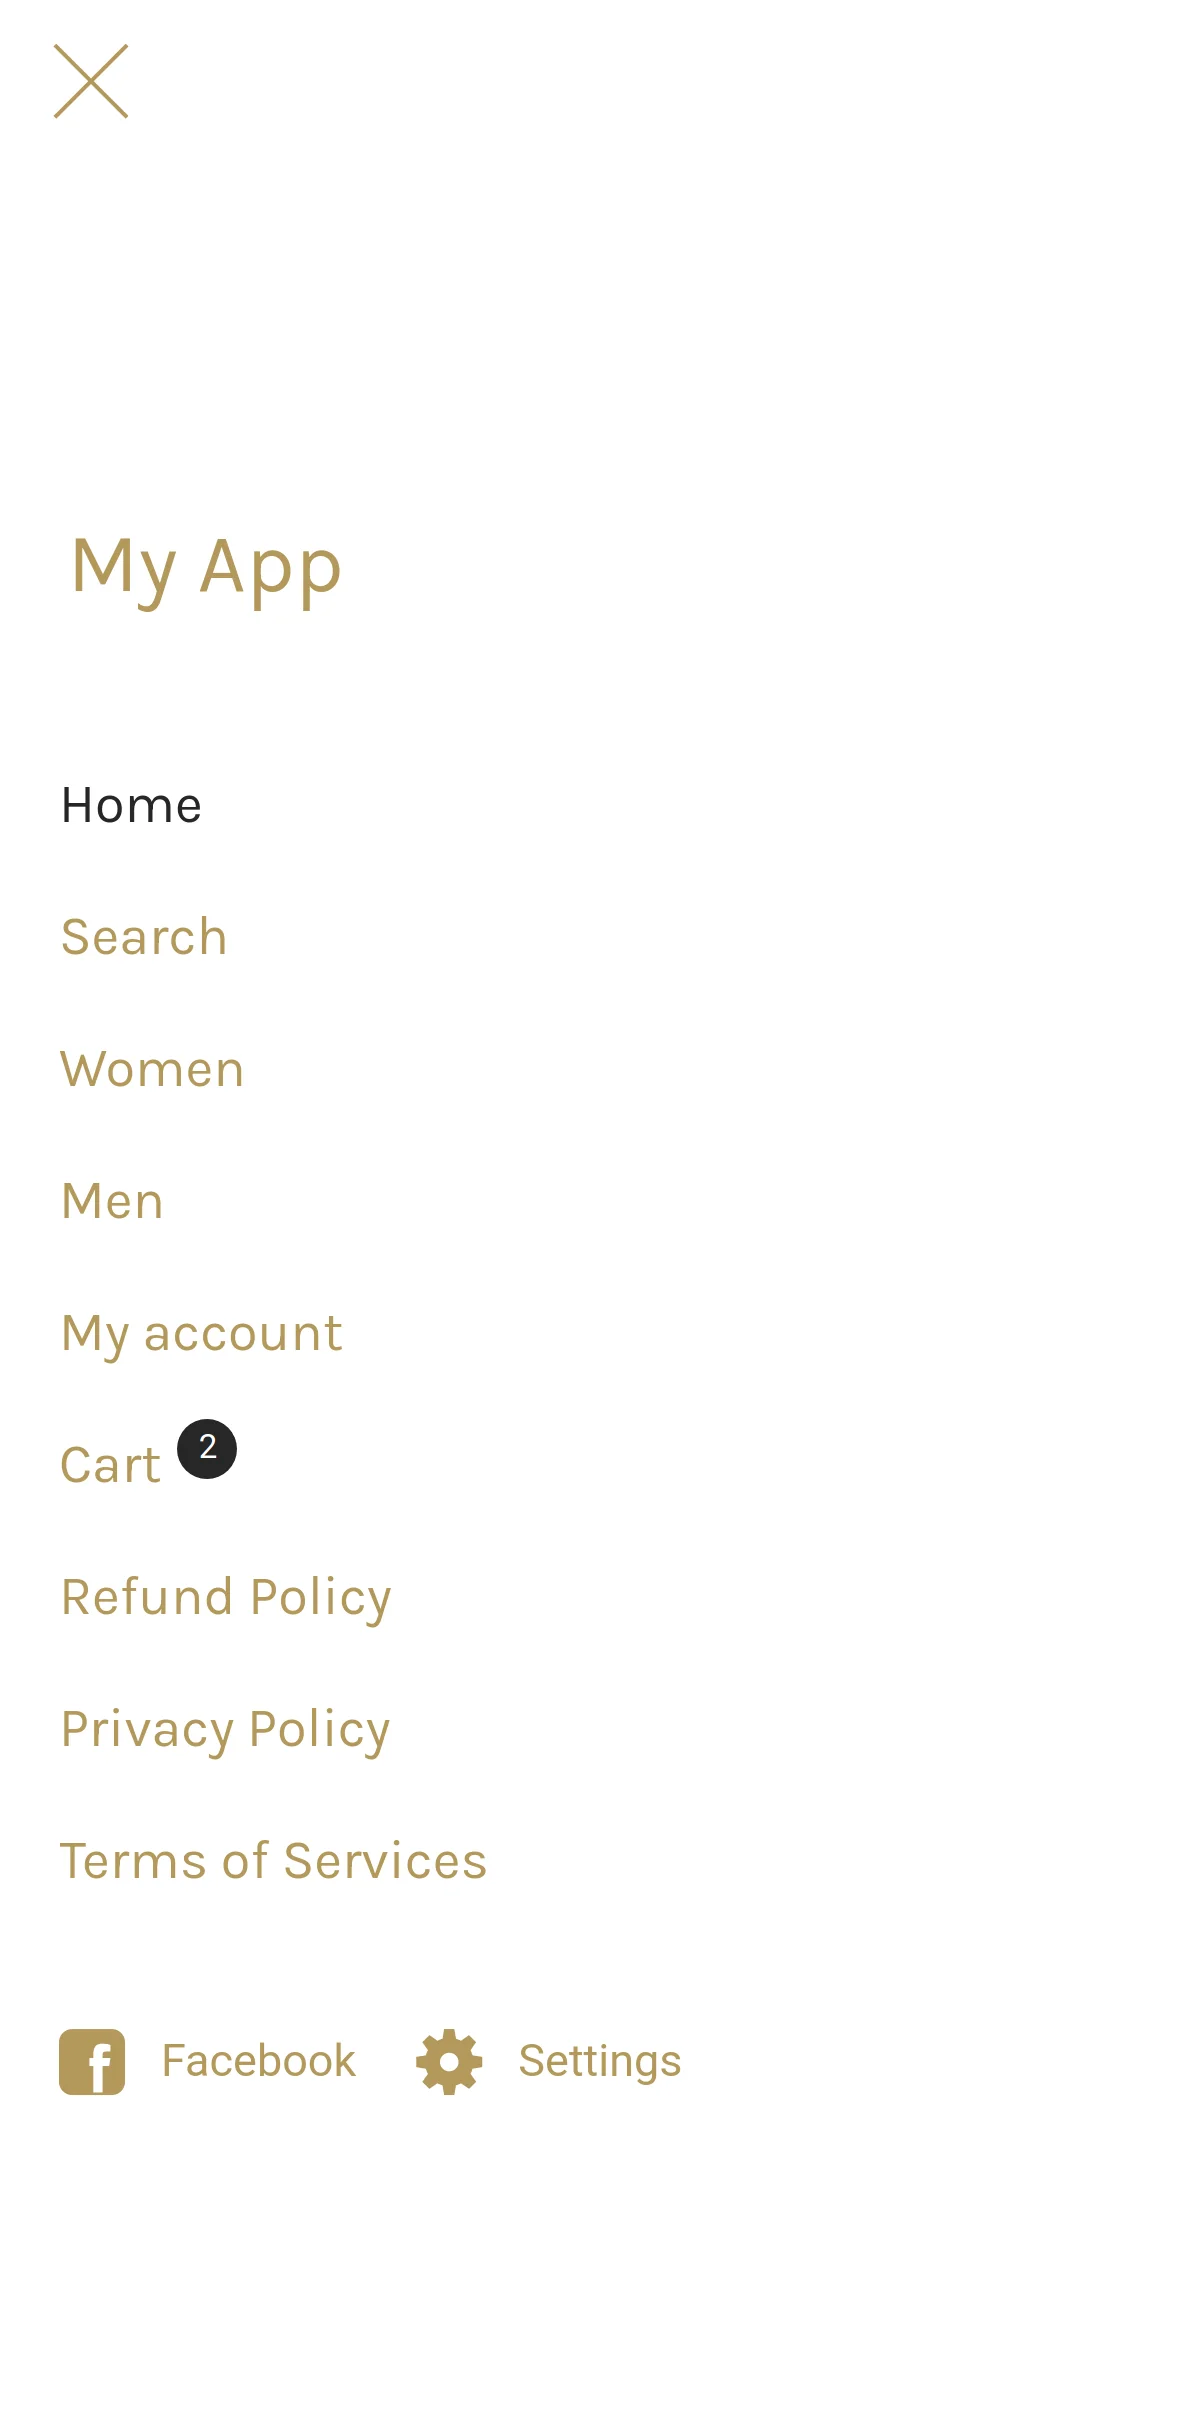 My App
Home
Search
Women
Men
My account
Cart 2
Refund Policy
Privacy Policy
Terms of Services
Facebook Settings